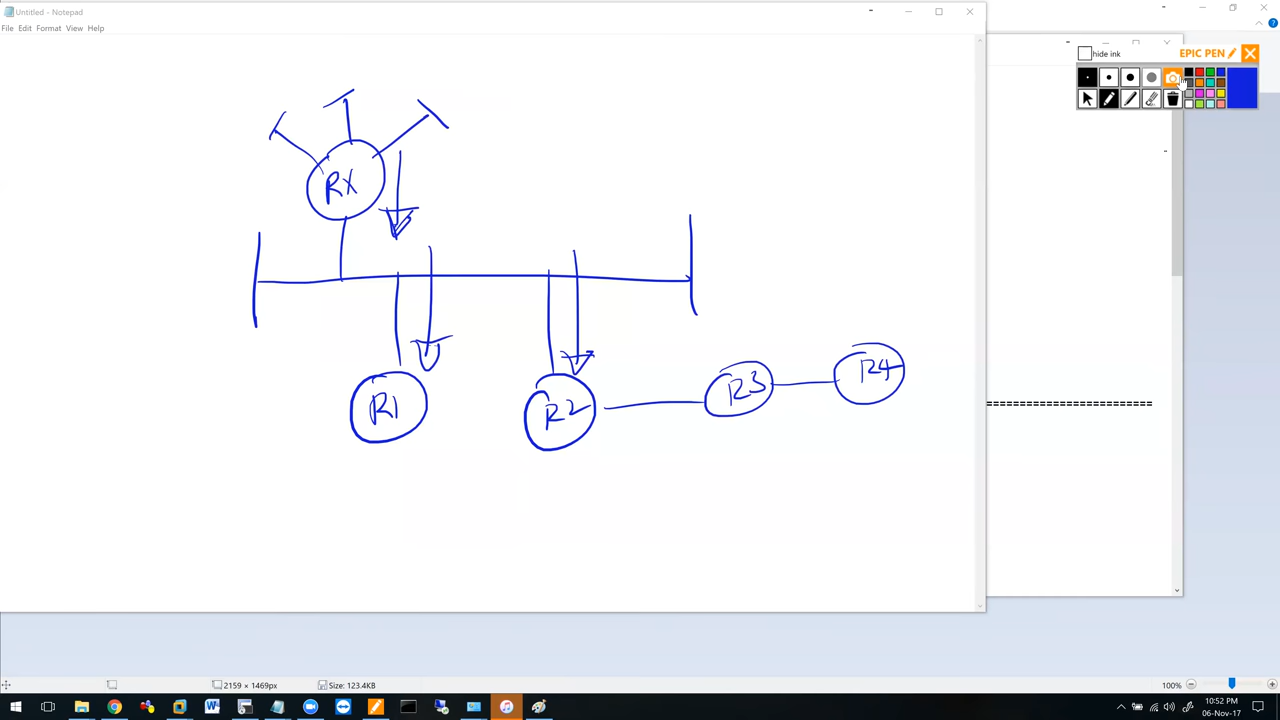 Untitled - Notepad
File Edit Format View Help
hide ink
EPIC PEN
RX
R1
R2
R3
R4
==========================
2159 × 1469px
Size: 123.4KB
100%
10:52 PM
06-Nov-17